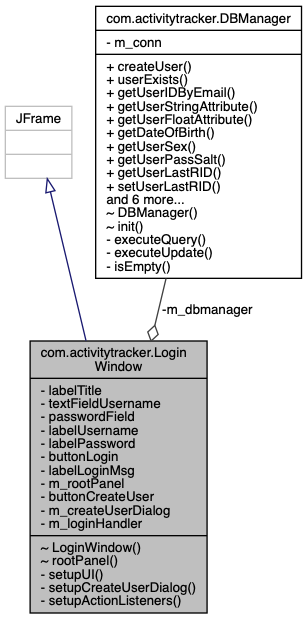 com.activitytracker.DBManager
- m_conn
+ createUser()
+ userExists()
+ getUserIDByEmail()
+ getUserStringAttribute()
+ getUserFloatAttribute()
+ getDateOfBirth()
+ getUserSex()
+ getUserPassSalt()
+ getUserLastRID()
+ setUserLastRID()
and 6 more...
~ DBManager()
~ init()
- executeQuery()
- executeUpdate()
- isEmpty()
JFrame
-m_dbmanager
com.activitytracker.Login
Window
- labelTitle
- textFieldUsername
- passwordField
- labelUsername
- labelPassword
- buttonLogin
- labelLoginMsg
- m_rootPanel
- buttonCreateUser
- m_createUserDialog
- m_loginHandler
~ LoginWindow()
~ rootPanel()
- setupUI()
- setupCreateUserDialog()
- setupActionListeners()